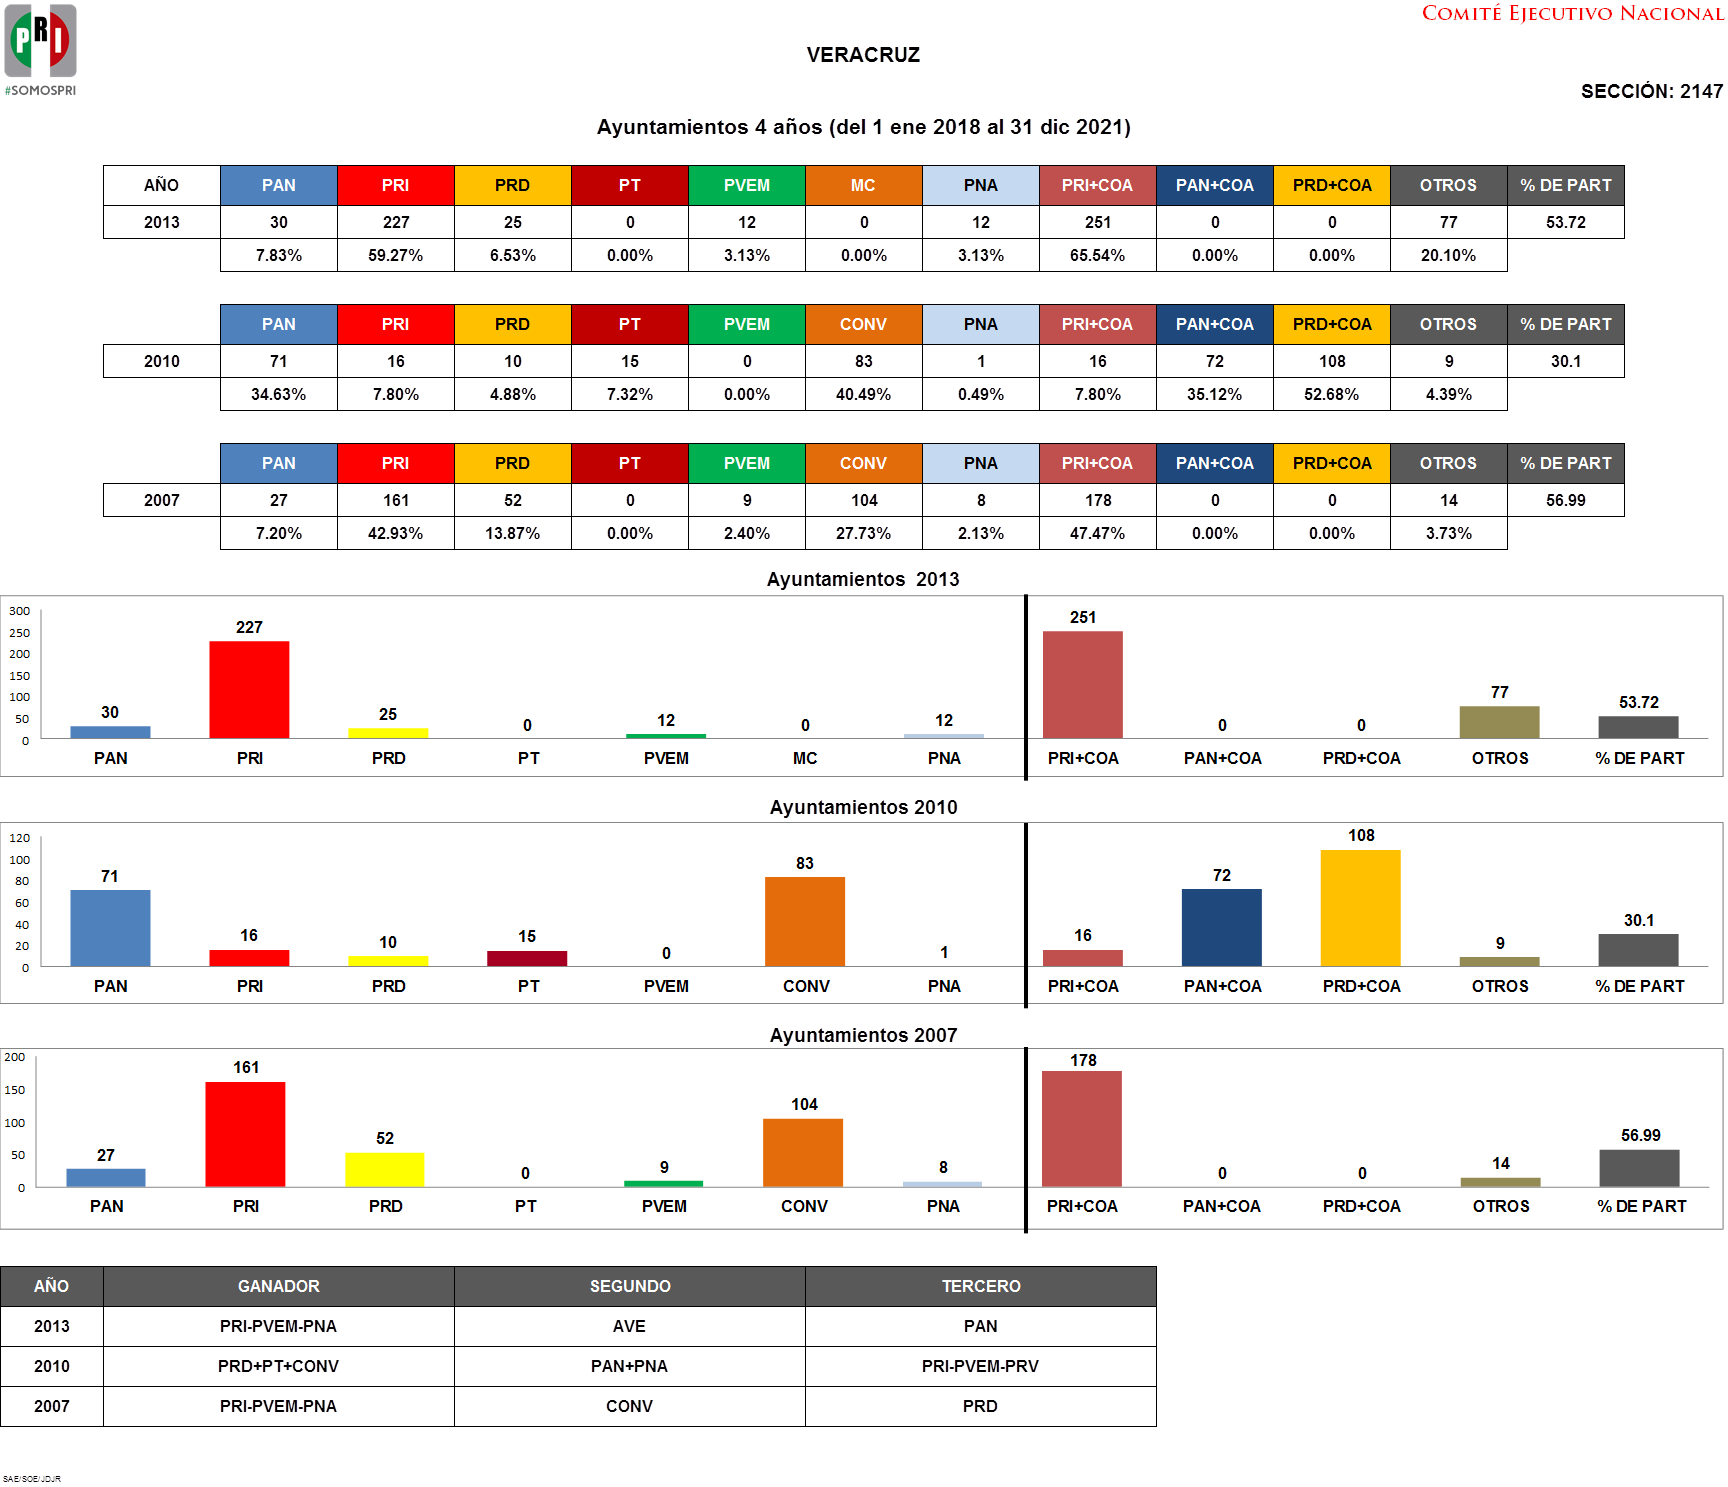 PRI
#SOMOSPRI
COMITÉ EJECUTIVO NACIONAL
VERACRUZ
SECCIÓN: 2147
Ayuntamientos 4 años (del 1 ene 2018 al 31 dic 2021)
AÑO PAN PRI PRD PT PVEM MC PNA PRI+COA PAN+COA PRD+COA OTROS % DE PART
2013 30 227 25 0 12 0 12 251 0 0 77 53.72
7.83% 59.27% 6.53% 0.00% 3.13% 0.00% 3.13% 65.54% 0.00% 0.00% 20.10%
PAN PRI PRD PT PVEM CONV PNA PRI+COA PAN+COA PRD+COA OTROS % DE PART
2010 71 16 10 15 0 83 1 16 72 108 9 30.1
34.63% 7.80% 4.88% 7.32% 0.00% 40.49% 0.49% 7.80% 35.12% 52.68% 4.39%
PAN PRI PRD PT PVEM CONV PNA PRI+COA PAN+COA PRD+COA OTROS % DE PART
2007 27 161 52 0 9 104 8 178 0 0 14 56.99
7.20% 42.93% 13.87% 0.00% 2.40% 27.73% 2.13% 47.47% 0.00% 0.00% 3.73%
Ayuntamientos 2013
300
250
200
150
100
50
0
30 227 25 0 12 0 12 251 0 0 77 53.72
PAN PRI PRD PT PVEM MC PNA PRI+COA PAN+COA PRD+COA OTROS % DE PART
Ayuntamientos 2010
120
100
80
60
40
20
0
71 16 10 15 0 83 1 16 72 108 9 30.1
PAN PRI PRD PT PVEM CONV PNA PRI+COA PAN+COA PRD+COA OTROS % DE PART
Ayuntamientos 2007
200
150
100
50
0
27 161 52 0 9 104 8 178 0 0 14 56.99
PAN PRI PRD PT PVEM CONV PNA PRI+COA PAN+COA PRD+COA OTROS % DE PART
AÑO GANADOR SEGUNDO TERCERO
2013 PRI-PVEM-PNA AVE PAN
2010 PRD+PT+CONV PAN+PNA PRI-PVEM-PRV
2007 PRI-PVEM-PNA CONV PRD
SAE/SOE/JDJR